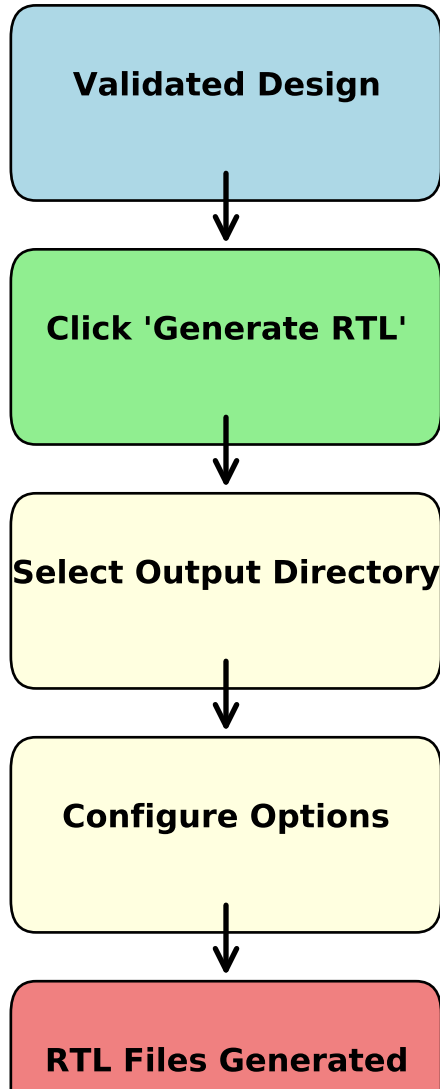 Validated Design
Click 'Generate RTL'
Select Output Directory
Configure Options
RTL Files Generated